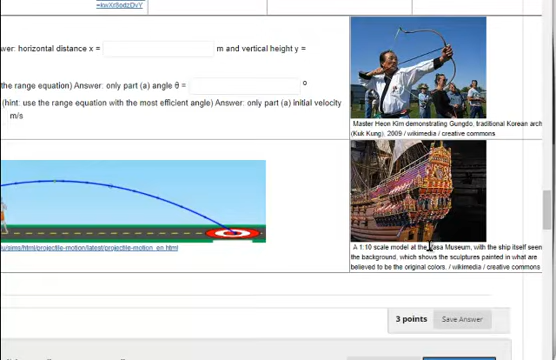 wer: horizontal distance x =
m and vertical height y =
the range equation) Answer: only part (a) angle θ =
o
(hint: use the range equation with the most efficient angle) Answer: only part (a) initial velocity
m/s
Master Heon Kim demonstrating Gungdo, traditional Korean arch
(Kuk Kung), 2009 / wikimedia / creative commons
u/sims/html/projectile-motion/latest/projectile-motion_en.html
A 1:10 scale model at the Vasa Museum, with the ship itself seen
the background, which shows the sculptures painted in what are
believed to be the original colors. / wikimedia / creative commons
3 points
Save Answer